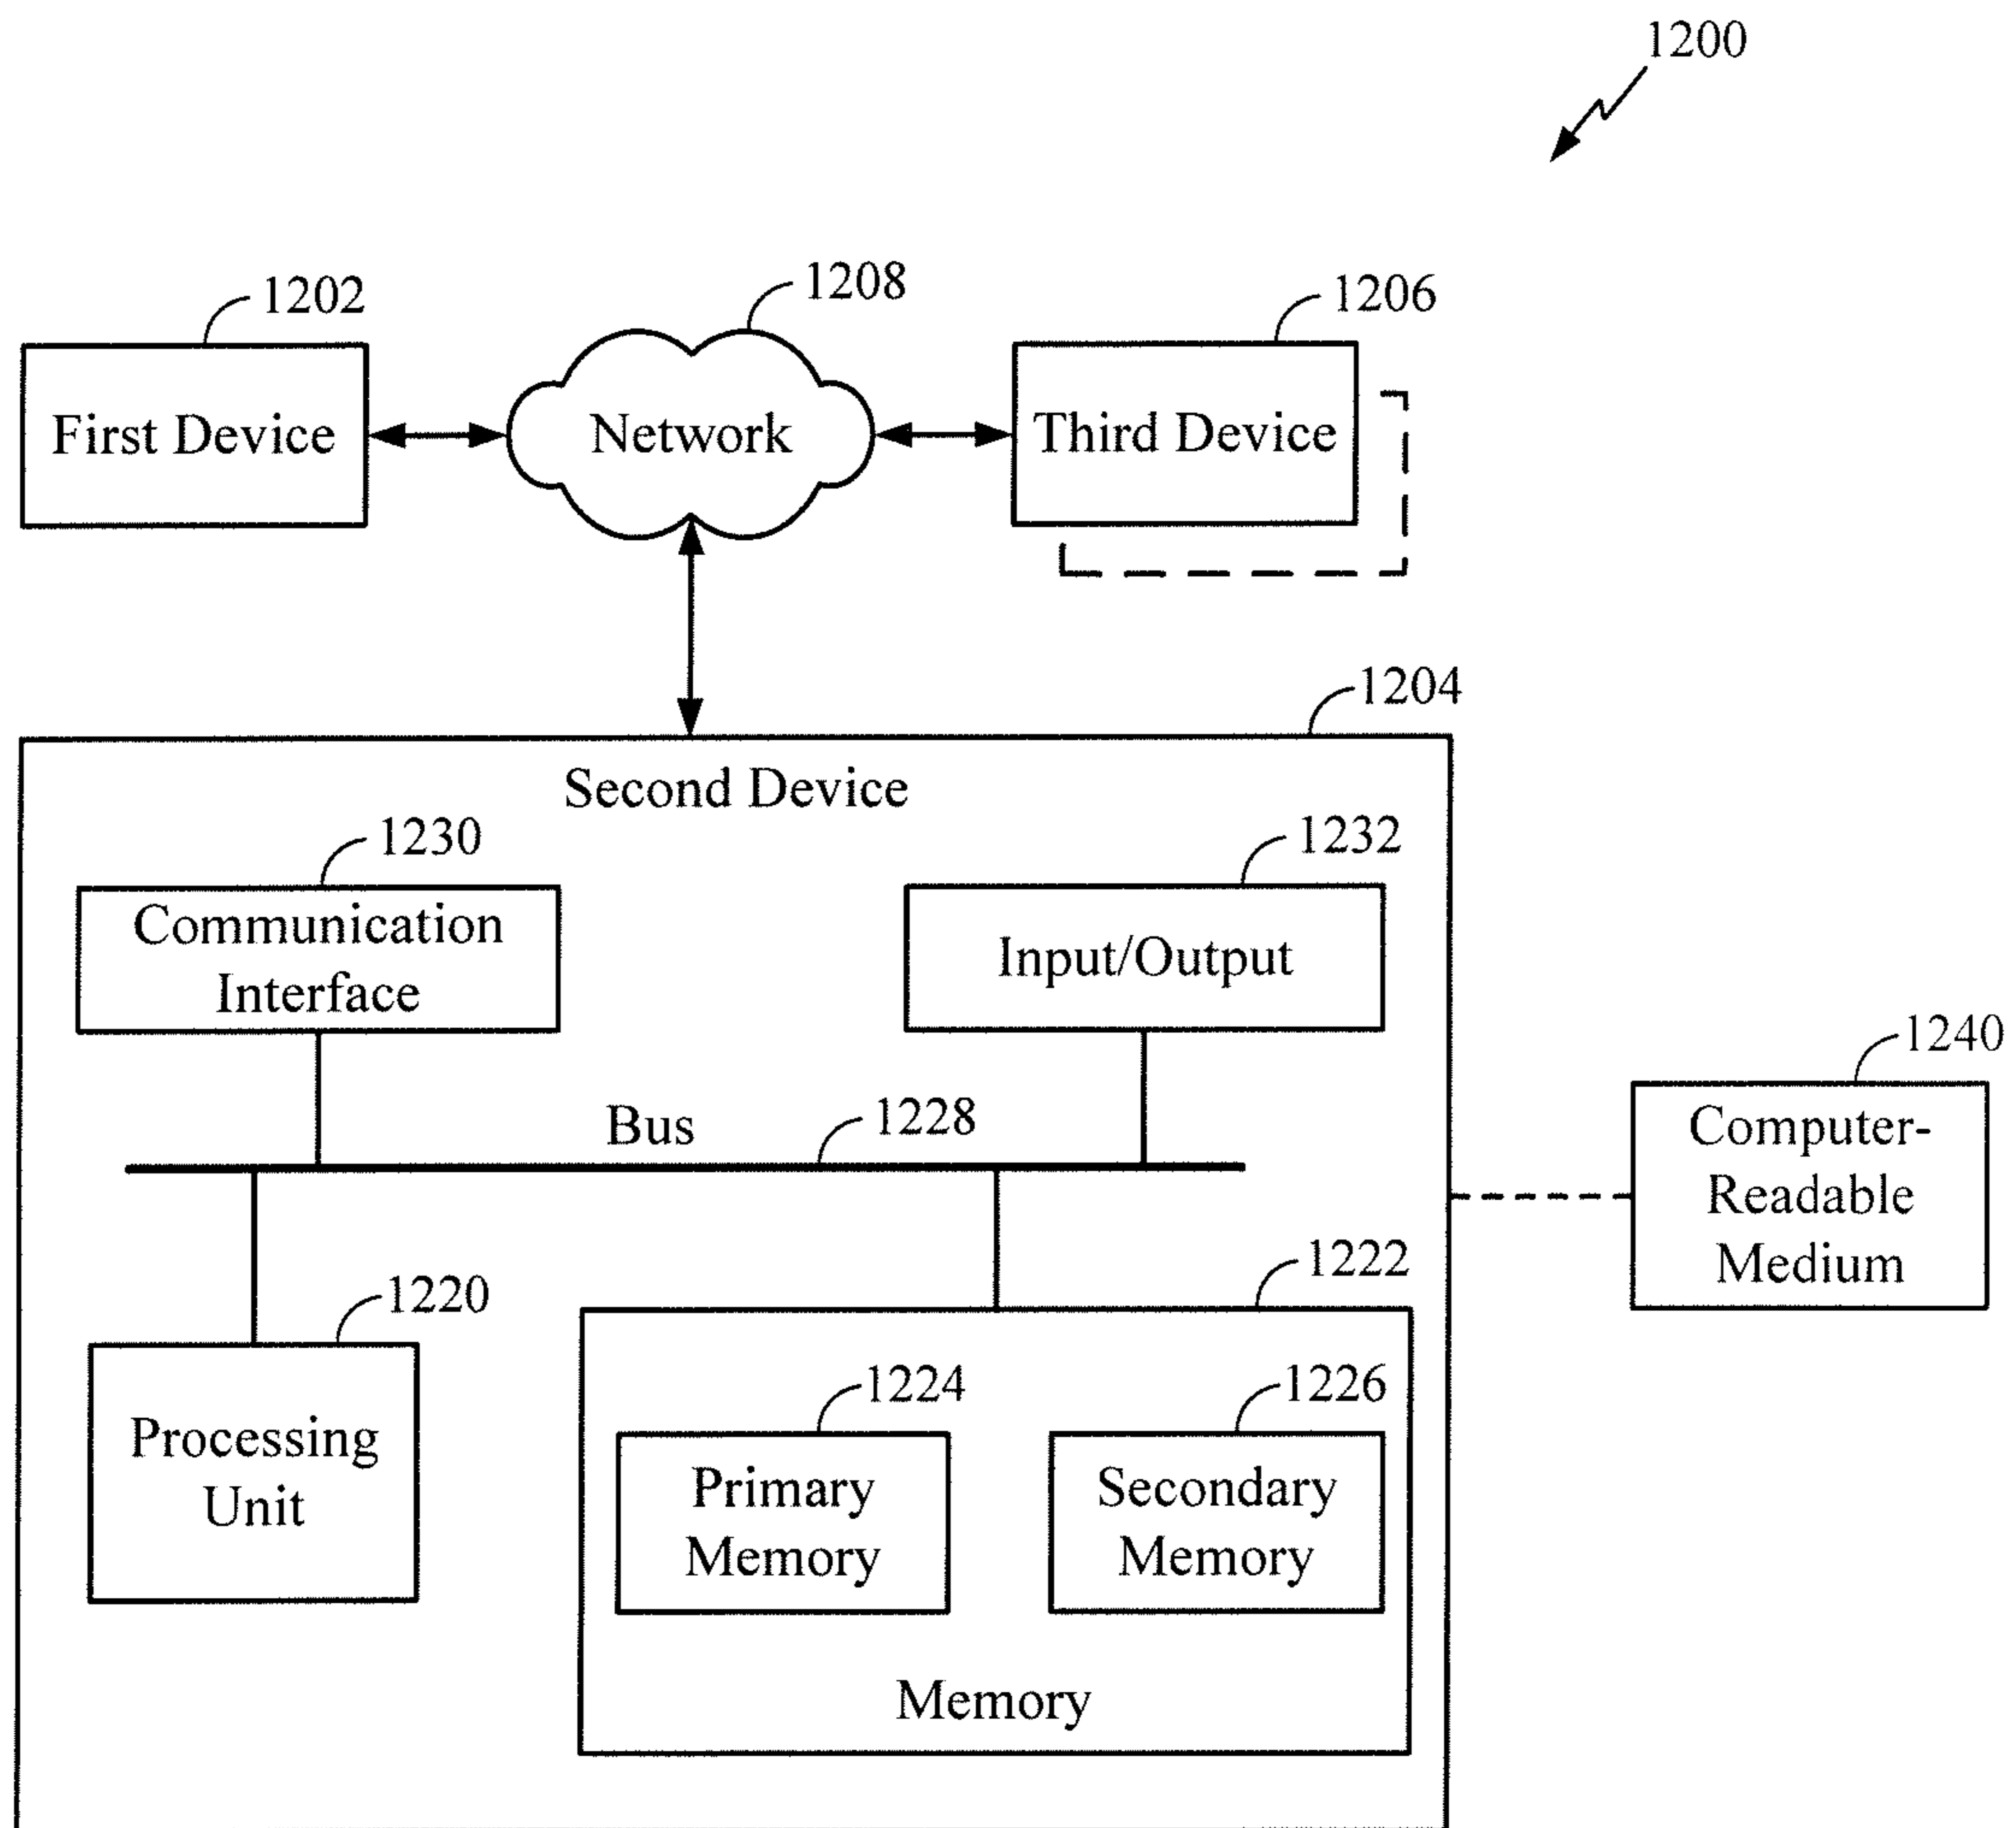 1200
1202
1208
1206
First Device
Network
Third Device
1204
Second Device
1230
1232
Communication
Interface
Input/Output
1240
Computer-
Readable
Medium
Bus
1228
1220
1222
Processing
Unit
1224
1226
Primary
Memory
Secondary
Memory
Memory